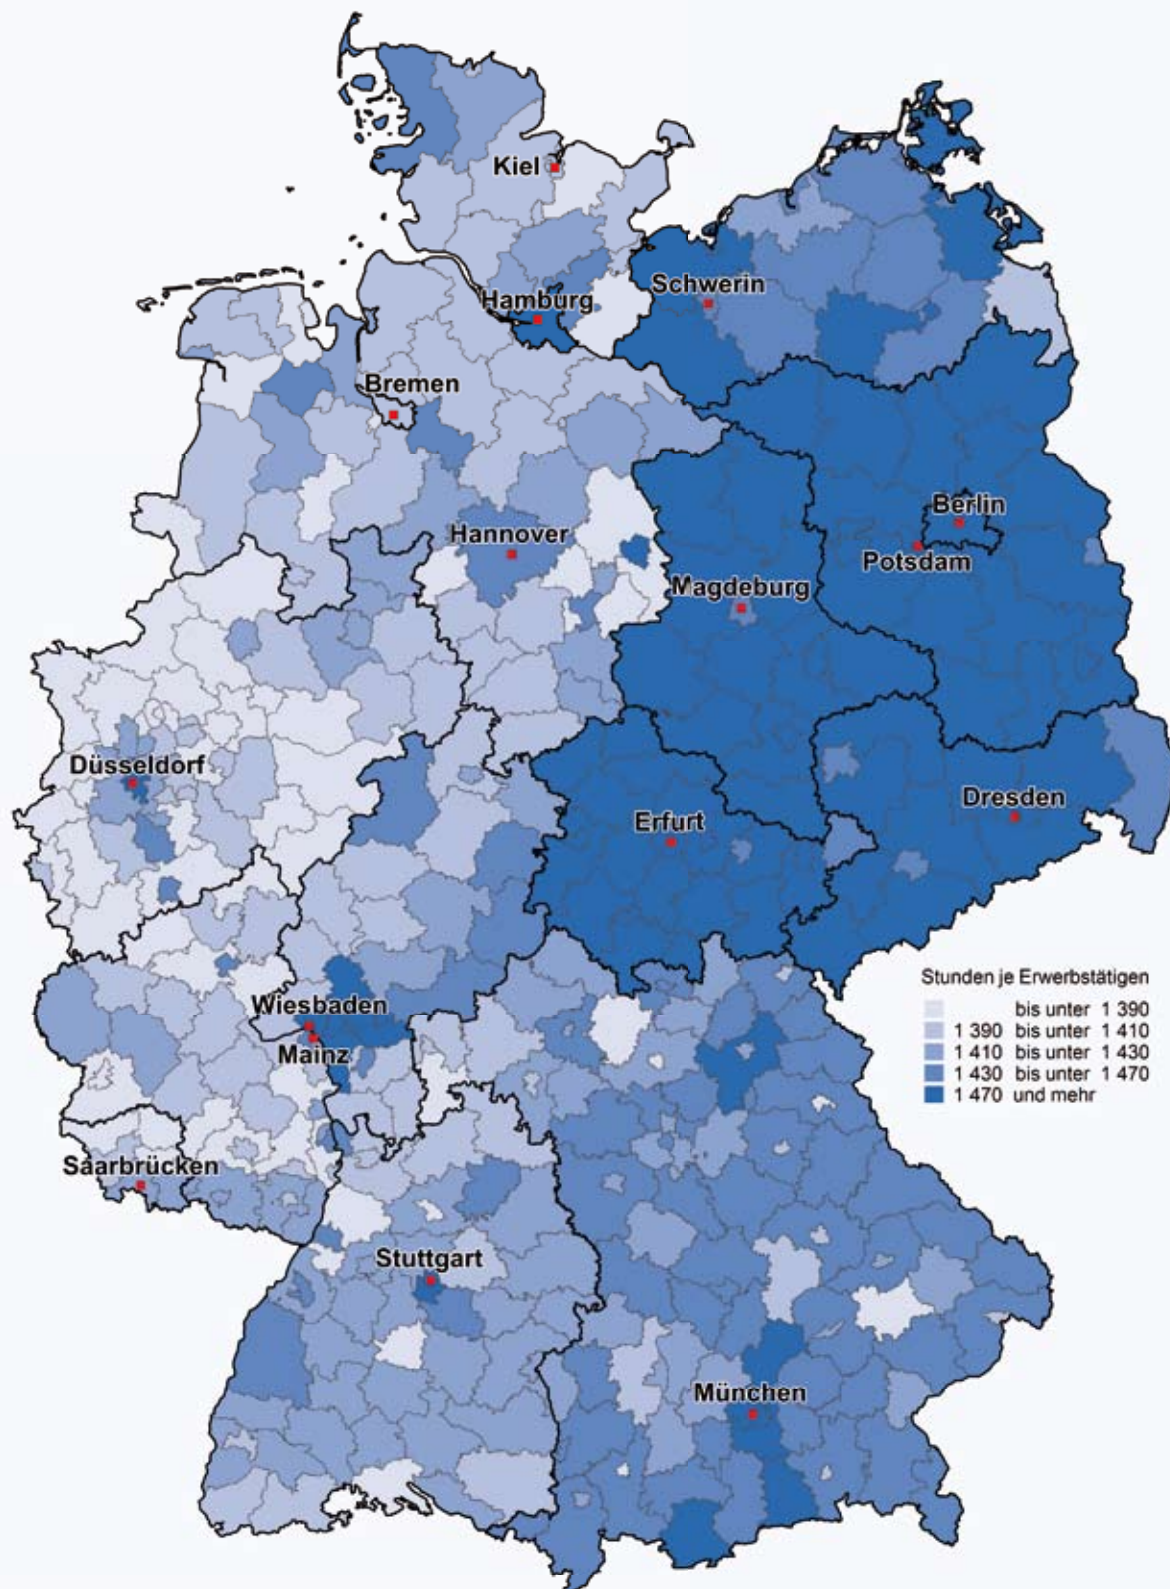 Kiel
Schwerin
Hamburg
Bremen
Berlin
Hannover
Potsdam
Magdeburg
Düsseldorf
Dresden
Erfurt
Stunden je Erwerbstätigen
bis unter 1 390
1 390 bis unter 1 410
1 410 bis unter 1 430
1 430 bis unter 1 470
1 470 und mehr
Wiesbaden
Mainz
Saarbrücken
Stuttgart
München